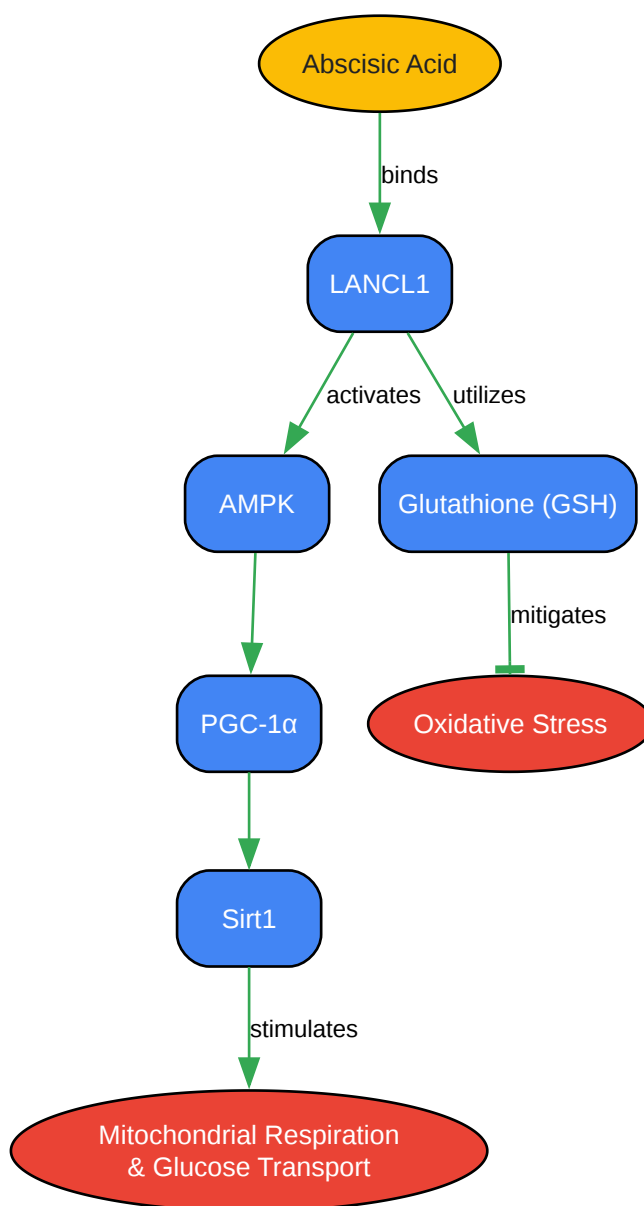 Abscisic Acid
binds
LANCL1
activates
utilizes
AMPK
Glutathione (GSH)
mitigates
PGC-1α
Oxidative Stress
Sirt1
stimulates
Mitochondrial Respiration
& Glucose Transport